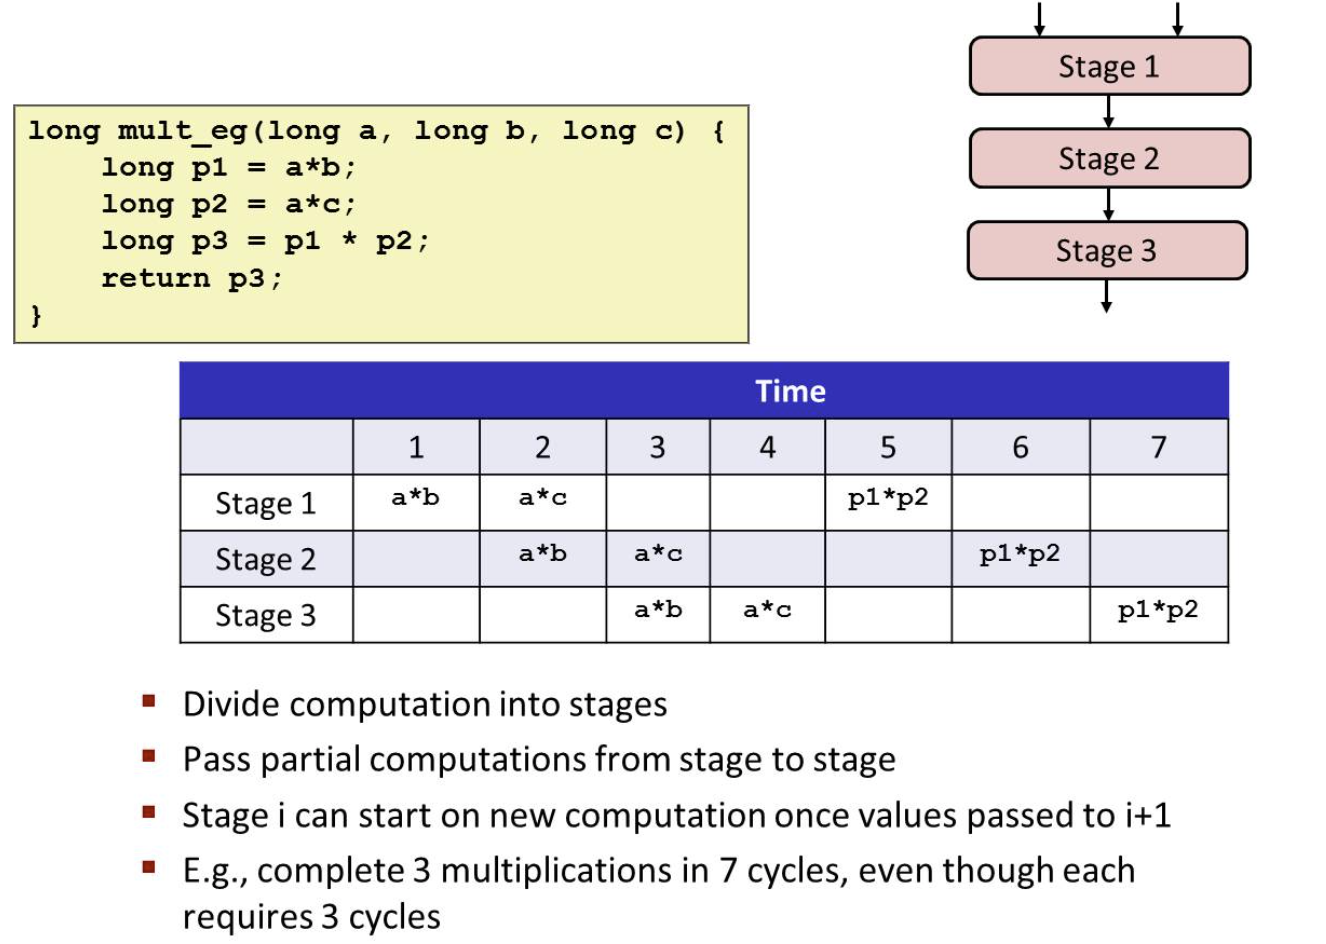 Stage 1
long mult_eg(long a, long b, long c) {
long p1 = a*b;
Stage 2
long p2 = a*c;
long p3 = p1 * p2;
Stage 3
return p3;
}
Time
1 2 3 4 5 6 7
Stage 1 a*b a*c p1*p2
Stage 2 a*b a*c p1*p2
Stage 3 a*b a*c p1*p2
Divide computation into stages
Pass partial computations from stage to stage
Stage i can start on new computation once values passed to i+1
E.g., complete 3 multiplications in 7 cycles, even though each
requires 3 cycles